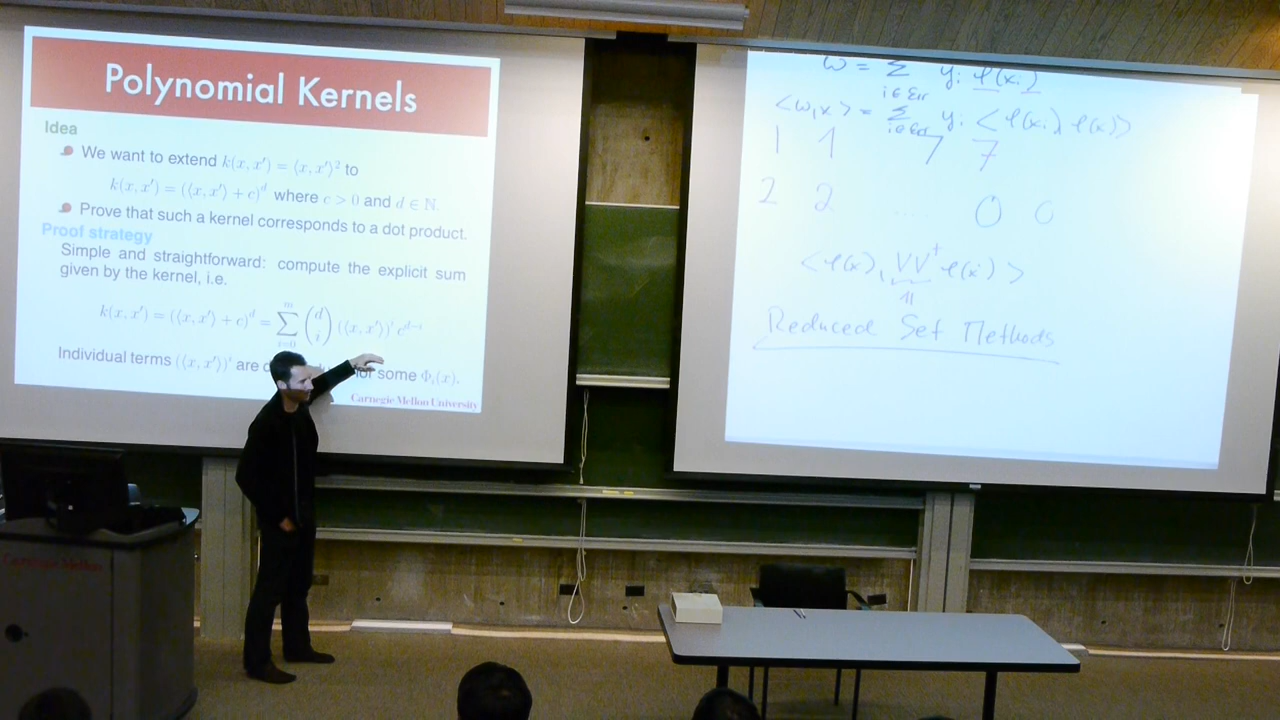 Polynomial Kernels
Idea
We want to extend k(x, x′) = ⟨x, x′⟩² to
k(x, x′) = (⟨x, x′⟩ + c)^d where c > 0 and d ∈ ℕ.
Prove that such a kernel corresponds to a dot product.
Proof strategy
Simple and straightforward: compute the explicit sum
given by the kernel, i.e.
k(x, x′) = (⟨x, x′⟩ + c)^d = ∑_{i=0}^{m} (d i) (⟨x, x′⟩)^i c^{d−i}
Individual terms (⟨x, x′⟩)^i are for some Φ_i(x).
Carnegie Mellon University
w = ∑ y_i φ(x_i)
⟨w, x⟩ = ∑ y_i ⟨φ(x_i), φ(x)⟩
1 1 7 7
2 2 .... 0 0
⟨φ(x), VV^+ φ(x′)⟩
Reduced Set Methods
Carnegie Mellon